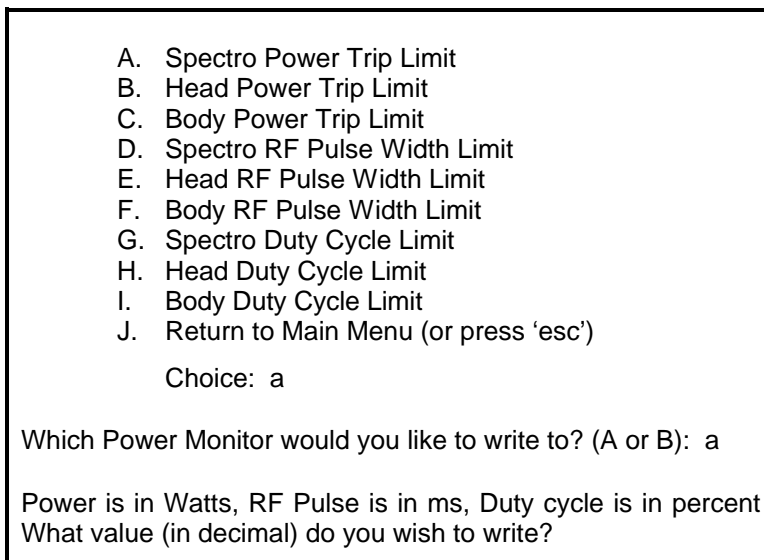 A. Spectro Power Trip Limit
B. Head Power Trip Limit
C. Body Power Trip Limit
D. Spectro RF Pulse Width Limit
E. Head RF Pulse Width Limit
F. Body RF Pulse Width Limit
G. Spectro Duty Cycle Limit
H. Head Duty Cycle Limit
I. Body Duty Cycle Limit
J. Return to Main Menu (or press ‘esc’)
Choice: a
Which Power Monitor would you like to write to? (A or B): a
Power is in Watts, RF Pulse is in ms, Duty cycle is in percent
What value (in decimal) do you wish to write?